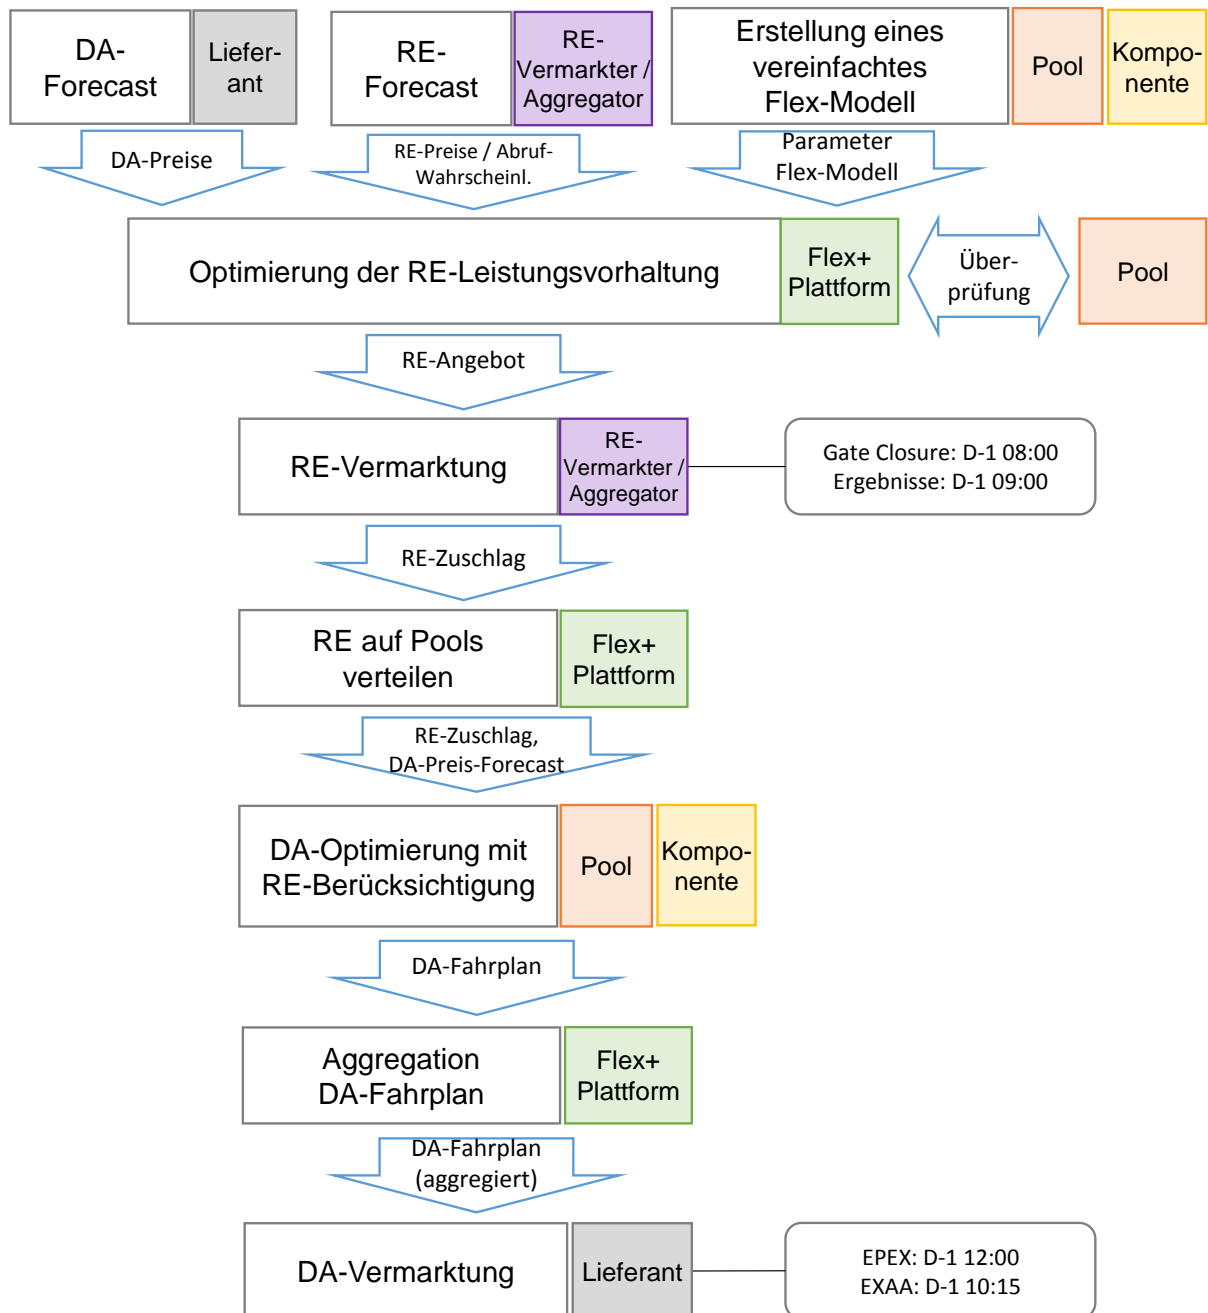 DA-
Forecast
Liefer-
ant
RE-
Forecast
RE-
Vermarkter /
Aggregator
Erstellung eines
vereinfachtes
Flex-Modell
Pool
Kompo-
nente
DA-Preise
RE-Preise / Abruf-
Wahrscheinl.
Parameter
Flex-Modell
Optimierung der RE-Leistungsvorhaltung
Flex+
Plattform
Über-
prüfung
Pool
RE-Angebot
RE-Vermarktung
RE-
Vermarkter /
Aggregator
Gate Closure: D-1 08:00
Ergebnisse: D-1 09:00
RE-Zuschlag
RE auf Pools
verteilen
Flex+
Plattform
RE-Zuschlag,
DA-Preis-Forecast
DA-Optimierung mit
RE-Berücksichtigung
Pool
Kompo-
nente
DA-Fahrplan
Aggregation
DA-Fahrplan
Flex+
Plattform
DA-Fahrplan
(aggregiert)
DA-Vermarktung
Lieferant
EPEX: D-1 12:00
EXAA: D-1 10:15